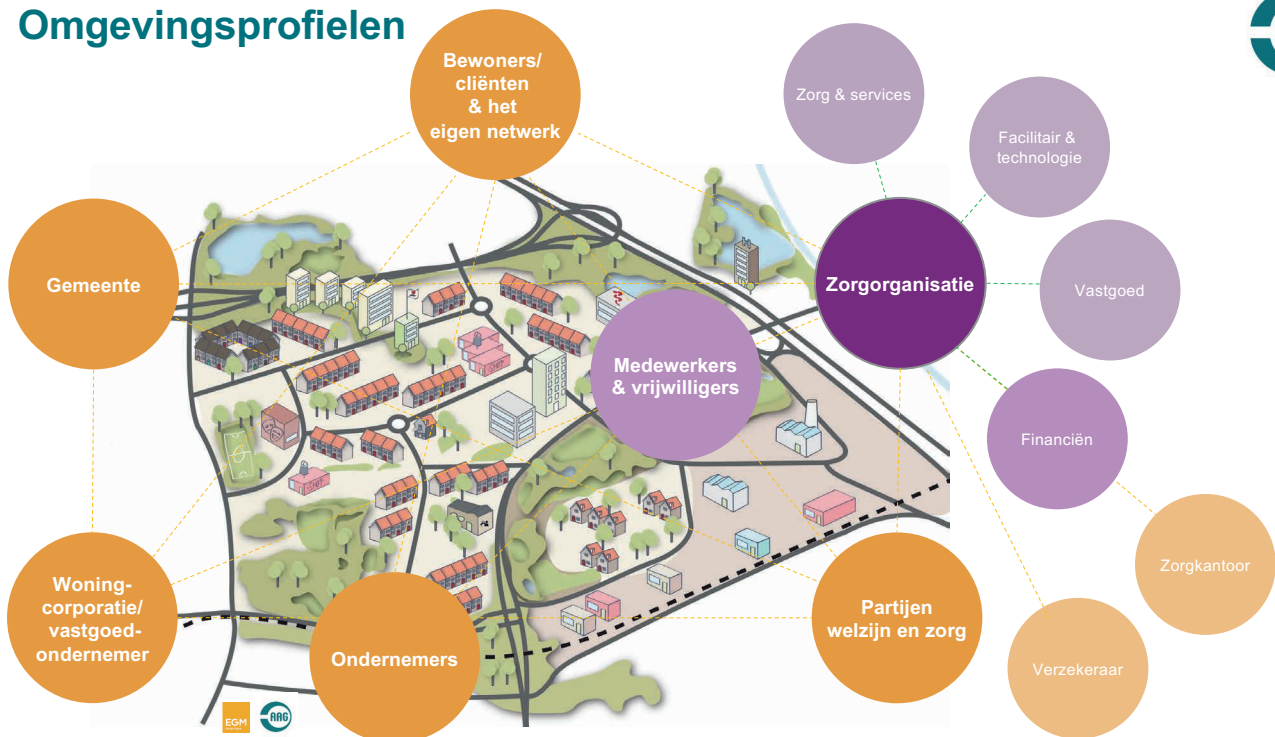 Omgevingsprofielen
Bewoners/
cliënten
& het
eigen netwerk
Zorg & services
Facilitair &
technologie
Gemeente
Zorgorganisatie
Vastgoed
Medewerkers
& vrijwilligers
Financiën
Zorgkantoor
Woning-
corporatie/
vastgoed-
ondernemer
Ondernemers
Partijen
welzijn en zorg
Verzekeraar
EGM
AAG